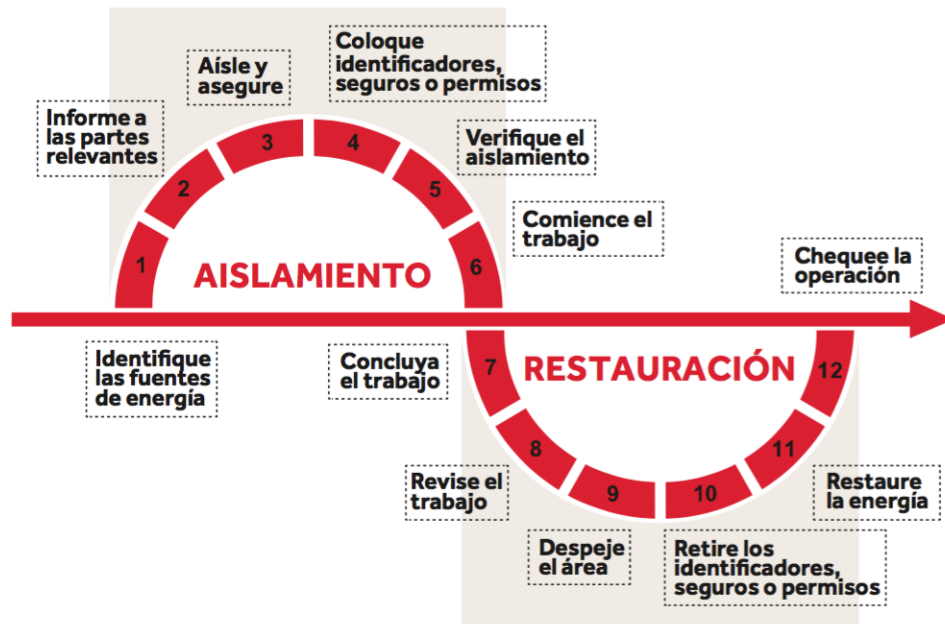 Identifique
las fuentes
de energía
1
Informe a
las partes
relevantes
2
Aísle y
asegure
3
Coloque
identificadores,
seguros o permisos
4
Verifique el
aislamiento
5
Comience el
trabajo
6
AISLAMIENTO
Concluya
el trabajo
7
RESTAURACIÓN
Revise el
trabajo
8
Despeje
el área
9
Retire los
identificadores,
seguros o permisos
10
Restaure
la energía
11
Chequee la
operación
12